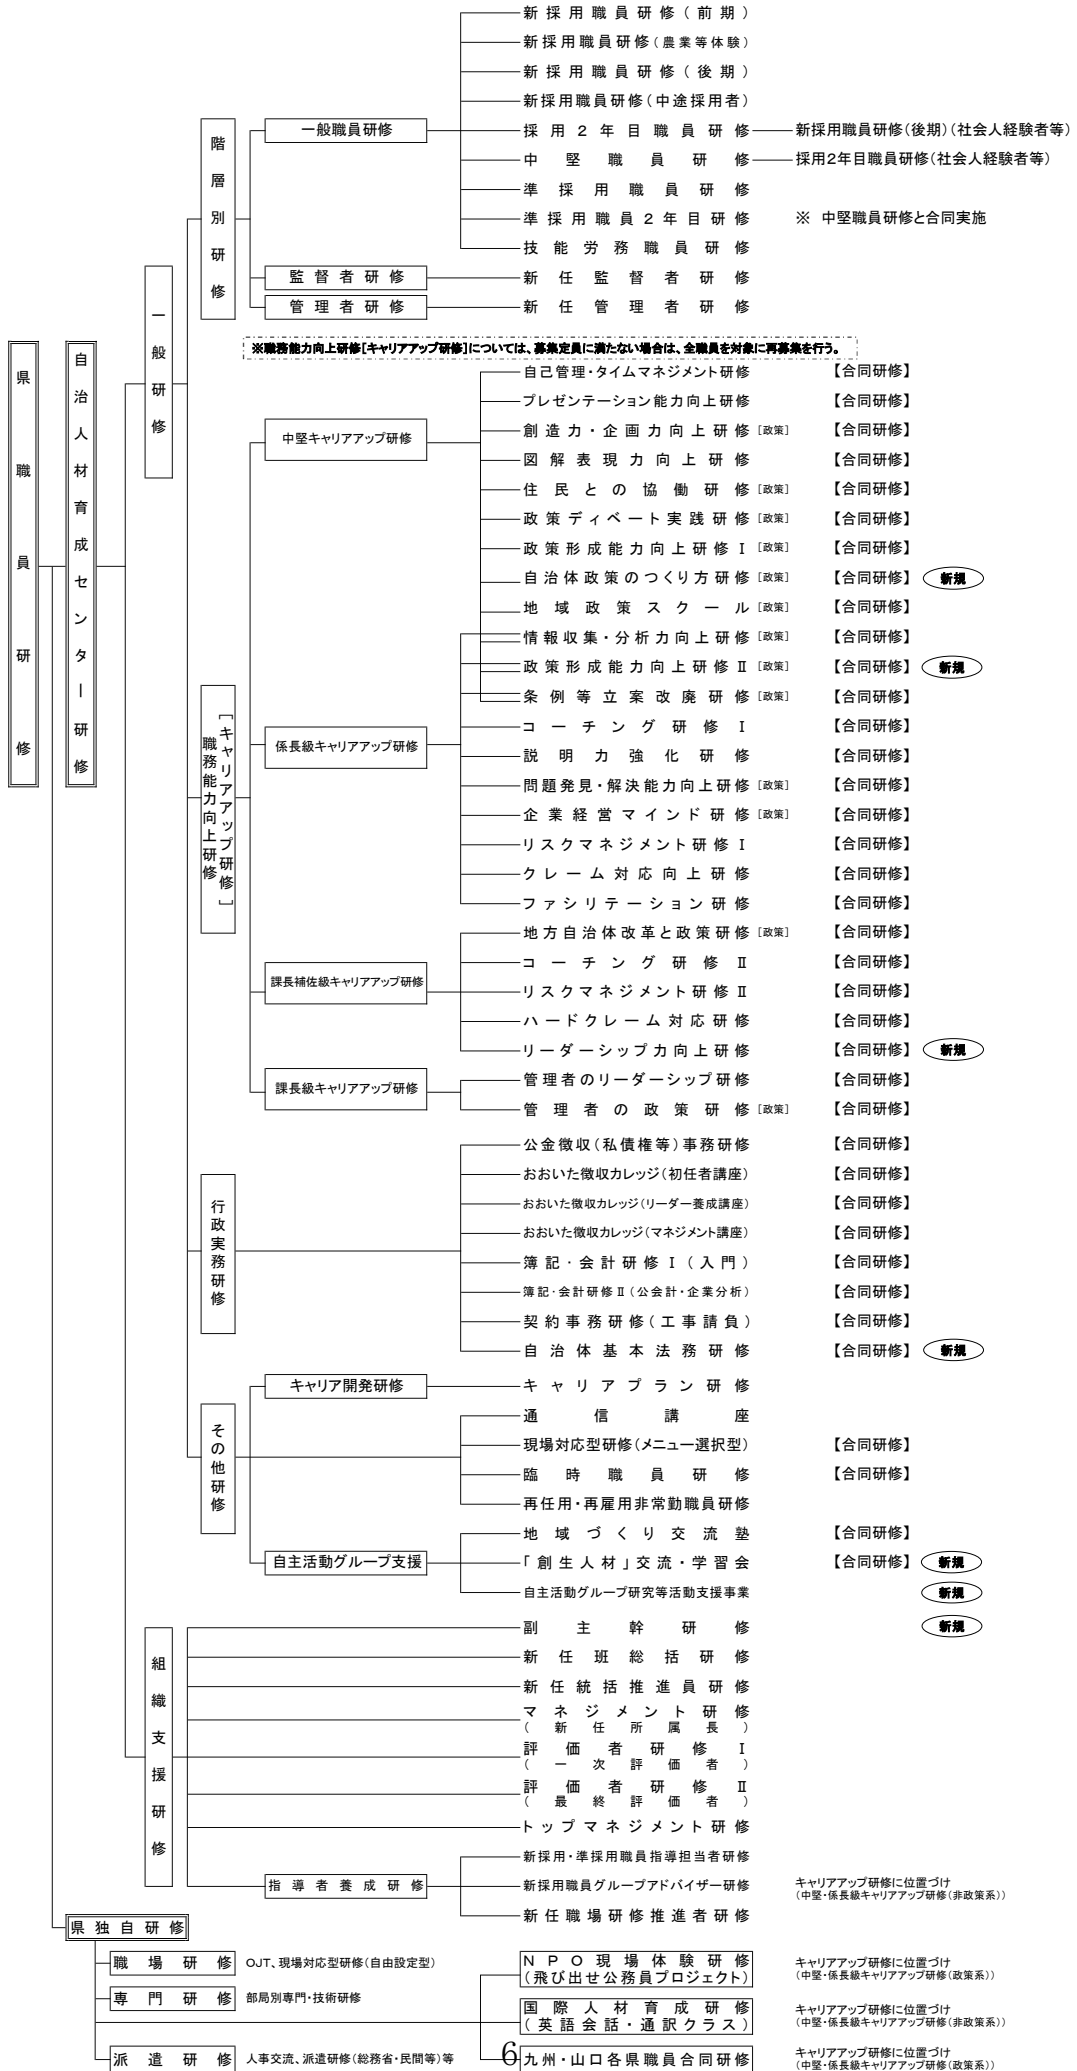 新採用職員研修(前期)
新採用職員研修(農業等体験)
新採用職員研修(後期)
新採用職員研修(中途採用者)
一般職員研修
採用2年目職員研修
新採用職員研修(後期)(社会人経験者等)
中堅職員研修
採用2年目職員研修(社会人経験者等)
準採用職員研修
準採用職員2年目研修
※ 中堅職員研修と合同実施
技能労務職員研修
階層別研修
監督者研修
新任監督者研修
管理者研修
新任管理者研修
一般研修
県職員研修
自治人材育成センター研修
※職務能力向上研修[キャリアアップ研修]については、募集定員に満たない場合は、全職員を対象に再募集を行う。
自己管理・タイムマネジメント研修 【合同研修】
プレゼンテーション能力向上研修 【合同研修】
中堅キャリアアップ研修
創造力・企画力向上研修[政策] 【合同研修】
図解表現力向上研修 【合同研修】
住民との協働研修[政策] 【合同研修】
政策ディベート実践研修[政策] 【合同研修】
政策形成能力向上研修Ⅰ[政策] 【合同研修】
自治体政策のつくり方研修[政策] 【合同研修】 新規
地域政策スクール[政策] 【合同研修】
情報収集・分析力向上研修[政策] 【合同研修】
政策形成能力向上研修Ⅱ[政策] 【合同研修】 新規
条例等立案改廃研修[政策] 【合同研修】
職務能力向上研修
[キャリアアップ研修]
係長級キャリアアップ研修
コーチング研修Ⅰ 【合同研修】
説明力強化研修 【合同研修】
問題発見・解決能力向上研修[政策] 【合同研修】
企業経営マインド研修[政策] 【合同研修】
リスクマネジメント研修Ⅰ 【合同研修】
クレーム対応向上研修 【合同研修】
ファシリテーション研修 【合同研修】
地方自治体改革と政策研修[政策] 【合同研修】
コーチング研修Ⅱ 【合同研修】
課長補佐級キャリアアップ研修
リスクマネジメント研修Ⅱ 【合同研修】
ハードクレーム対応研修 【合同研修】
リーダーシップ力向上研修 【合同研修】 新規
課長級キャリアアップ研修
管理者のリーダーシップ研修 【合同研修】
管理者の政策研修[政策] 【合同研修】
行政実務研修
公金徴収(私債権等)事務研修 【合同研修】
おおいた徴収カレッジ(初任者講座) 【合同研修】
おおいた徴収カレッジ(リーダー養成講座) 【合同研修】
おおいた徴収カレッジ(マネジメント講座) 【合同研修】
簿記・会計研修Ⅰ(入門) 【合同研修】
簿記・会計研修Ⅱ(公会計・企業分析) 【合同研修】
契約事務研修(工事請負) 【合同研修】
自治体基本法務研修 【合同研修】 新規
その他研修
キャリア開発研修
キャリアプラン研修
通信講座
現場対応型研修(メニュー選択型) 【合同研修】
臨時職員研修 【合同研修】
再任用・再雇用非常勤職員研修
自主活動グループ支援
地域づくり交流塾 【合同研修】
「創生人材」交流・学習会 【合同研修】 新規
自主活動グループ研究等活動支援事業 新規
組織支援研修
副主幹研修 新規
新任班総括研修
新任統括推進員研修
マネジメント研修
(新任所属長)
評価者研修Ⅰ
(一次評価者)
評価者研修Ⅱ
(最終評価者)
トップマネジメント研修
指導者養成研修
新採用・準採用職員指導担当者研修
新採用職員グループアドバイザー研修
キャリアアップ研修に位置づけ
(中堅・係長級キャリアアップ研修(非政策系))
新任職場研修推進者研修
県独自研修
職場研修 OJT、現場対応型研修(自由設定型)
NPO現場体験研修
(飛び出せ公務員プロジェクト)
キャリアアップ研修に位置づけ
(中堅・係長級キャリアアップ研修(政策系))
専門研修 部局別専門・技術研修
国際人材育成研修
(英語会話・通訳クラス)
キャリアアップ研修に位置づけ
(中堅・係長級キャリアアップ研修(非政策系))
派遣研修 人事交流、派遣研修(総務省・民間等)等
6
九州・山口各県職員合同研修
キャリアアップ研修に位置づけ
(中堅・係長級キャリアアップ研修(政策系))